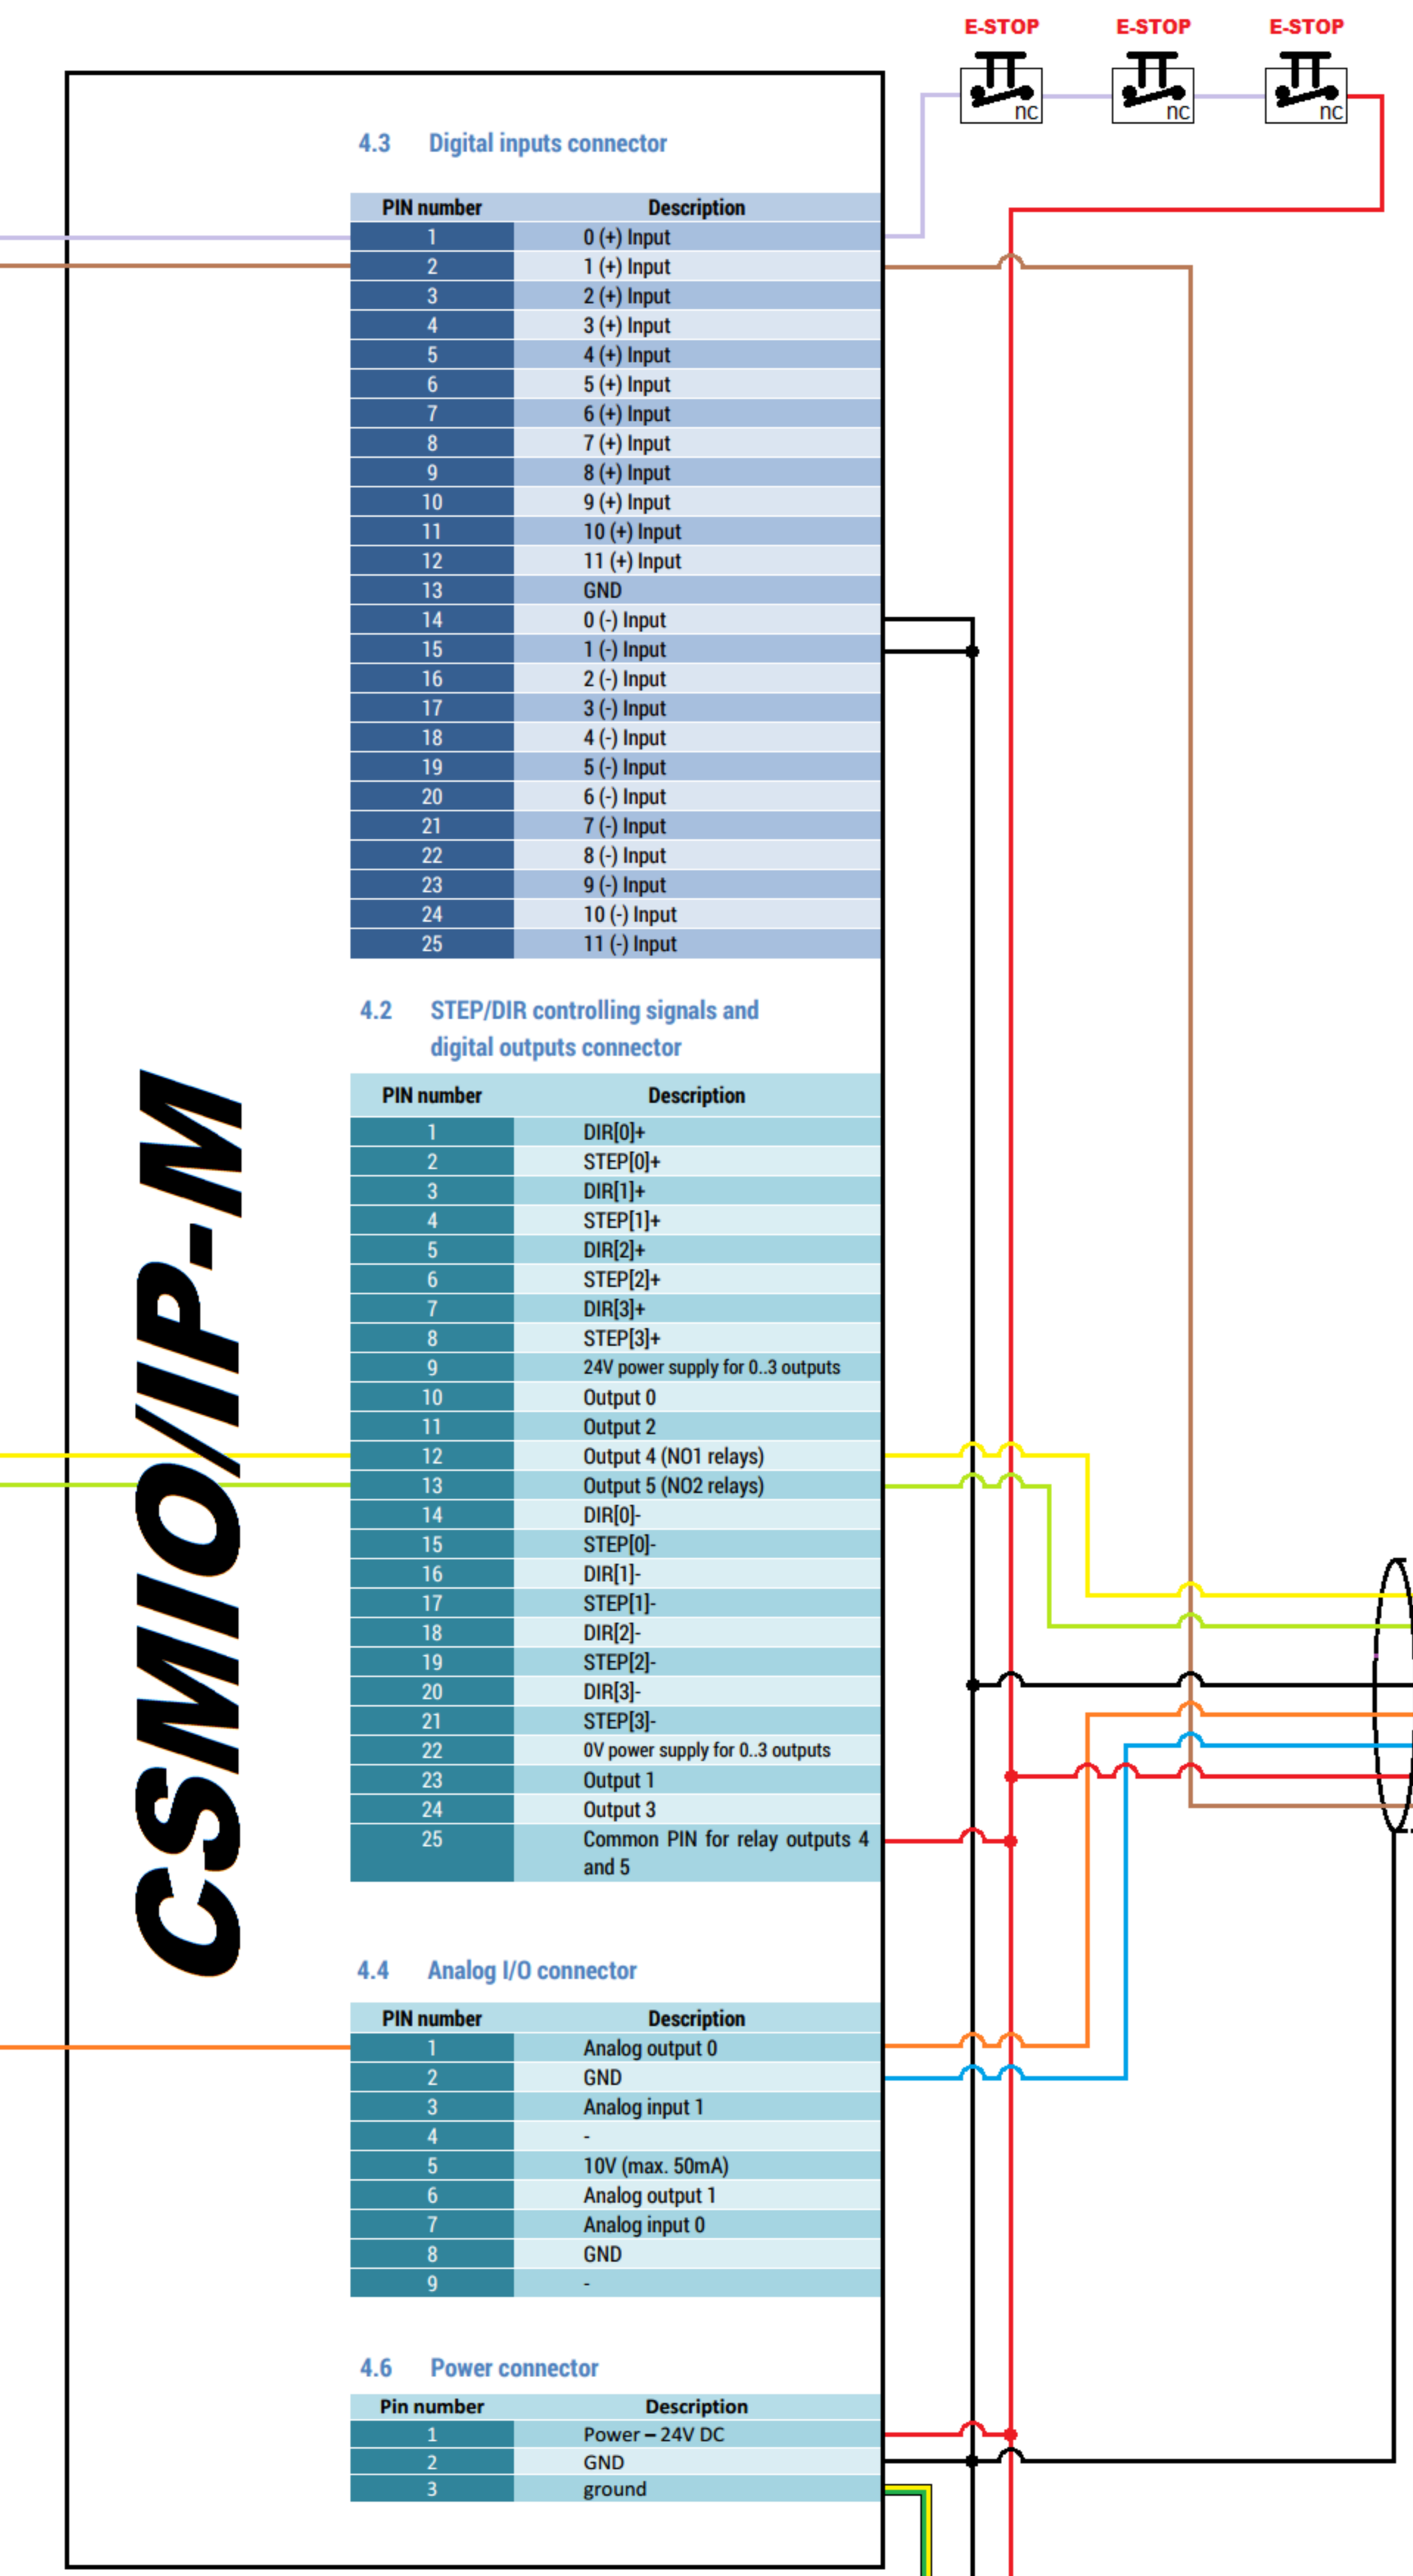 E-STOP E-STOP E-STOP
nc nc nc
4.3 Digital inputs connector
PIN number Description
1 0 (+) Input
2 1 (+) Input
3 2 (+) Input
4 3 (+) Input
5 4 (+) Input
6 5 (+) Input
7 6 (+) Input
8 7 (+) Input
9 8 (+) Input
10 9 (+) Input
11 10 (+) Input
12 11 (+) Input
13 GND
14 0 (-) Input
15 1 (-) Input
16 2 (-) Input
17 3 (-) Input
18 4 (-) Input
19 5 (-) Input
20 6 (-) Input
21 7 (-) Input
22 8 (-) Input
23 9 (-) Input
24 10 (-) Input
25 11 (-) Input
4.2 STEP/DIR controlling signals and
digital outputs connector
PIN number Description
1 DIR[0]+
2 STEP[0]+
3 DIR[1]+
4 STEP[1]+
5 DIR[2]+
6 STEP[2]+
7 DIR[3]+
8 STEP[3]+
9 24V power supply for 0..3 outputs
10 Output 0
11 Output 2
12 Output 4 (NO1 relays)
13 Output 5 (NO2 relays)
14 DIR[0]-
15 STEP[0]-
16 DIR[1]-
17 STEP[1]-
18 DIR[2]-
19 STEP[2]-
20 DIR[3]-
21 STEP[3]-
22 0V power supply for 0..3 outputs
23 Output 1
24 Output 3
25 Common PIN for relay outputs 4
and 5
CSMIO/IP-M
4.4 Analog I/O connector
PIN number Description
1 Analog output 0
2 GND
3 Analog input 1
4 -
5 10V (max. 50mA)
6 Analog output 1
7 Analog input 0
8 GND
9 -
4.6 Power connector
Pin number Description
1 Power – 24V DC
2 GND
3 ground